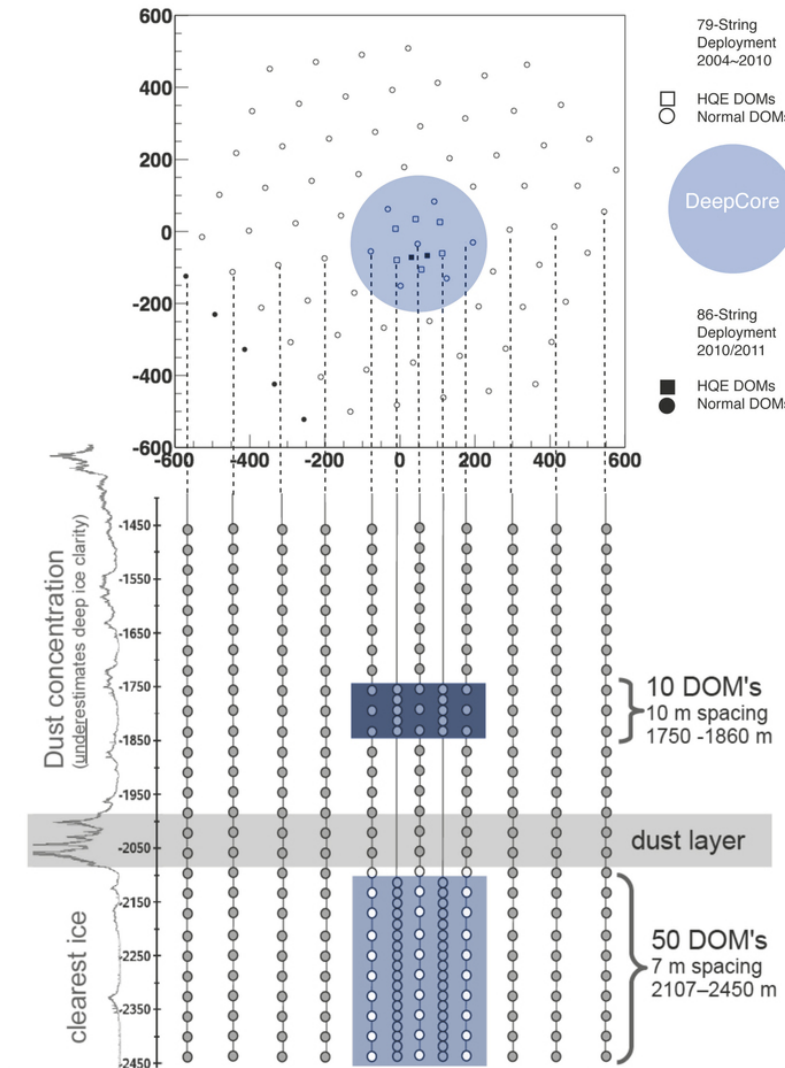 600
400
200
0
-200
-400
-600
-600 -400 -200 0 200 400 600
79-String
Deployment
2004~2010
HQE DOMs
Normal DOMs
DeepCore
86-String
Deployment
2010/2011
HQE DOMs
Normal DOMs
Dust concentration
(underestimates deep ice clarity)
clearest ice
-1450
-1550
-1650
-1750
-1850
-1950
-2050
-2150
-2250
-2350
-2450
10 DOM's
10 m spacing
1750 -1860 m
dust layer
50 DOM's
7 m spacing
2107–2450 m